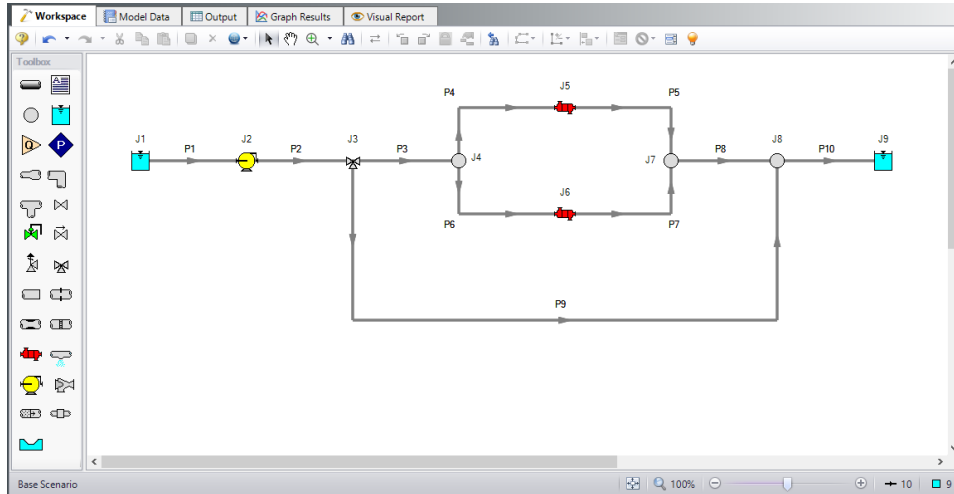 Workspace Model Data Output Graph Results Visual Report
Toolbox
P4 J5 P5
J1 P1 J2 P2 J3 P3 J4 J7 P8 J8 P10 J9
J6
P6 P7
P9
Q
P
A
Base Scenario 100% 10 9